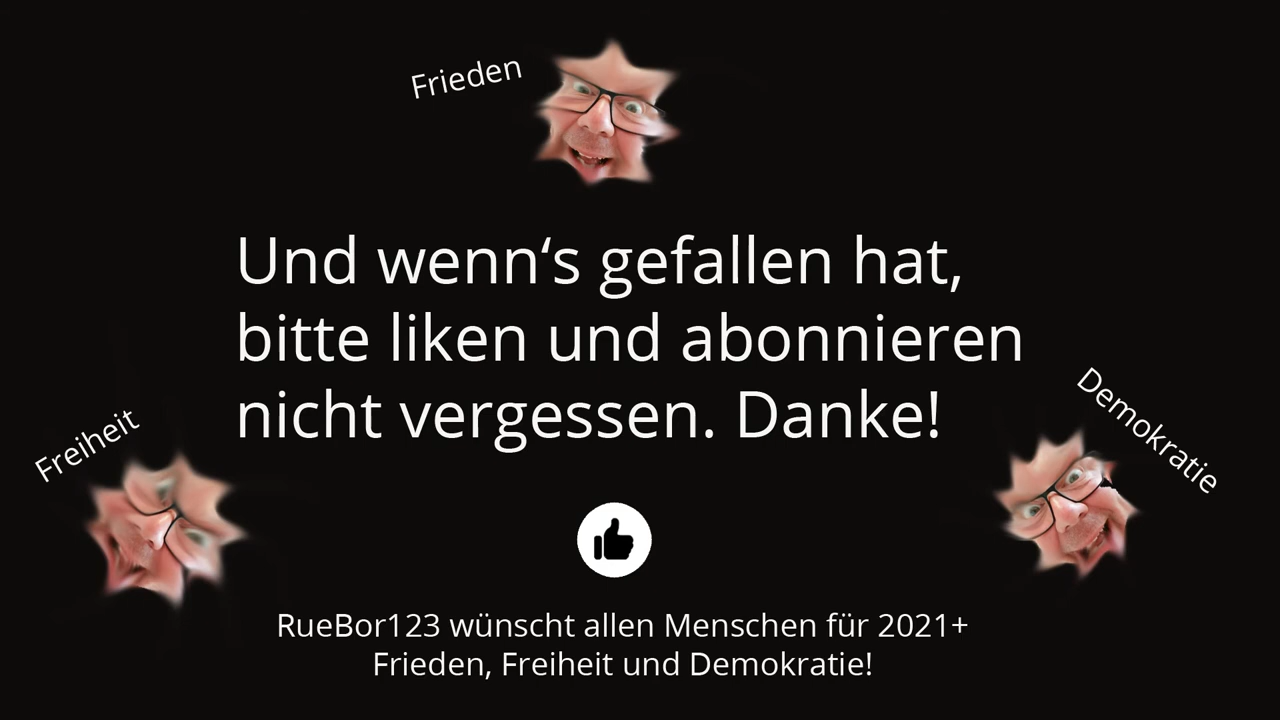 Frieden
Und wenn‘s gefallen hat,
bitte liken und abonnieren
nicht vergessen. Danke!
Freiheit
Demokratie
RueBor123 wünscht allen Menschen für 2021+
Frieden, Freiheit und Demokratie!